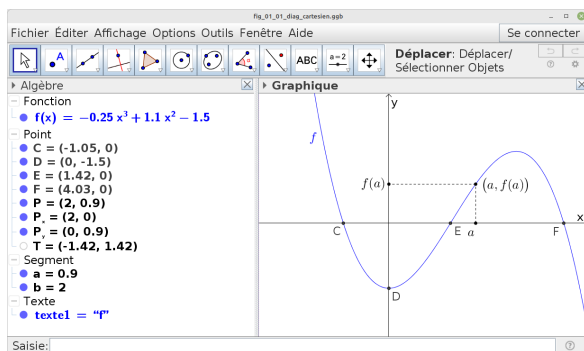 fig_01_01_diag_cartesien.ggb
Fichier Éditer Affichage Options Outils Fenêtre Aide
Se connecter
A
ABC
a=2
Déplacer: Déplacer/
Sélectionner Objets
Algèbre
Graphique
Fonction
f(x) = −0.25 x³ + 1.1 x² − 1.5
Point
C = (-1.05, 0)
D = (0, -1.5)
E = (1.42, 0)
F = (4.03, 0)
P = (2, 0.9)
Pₓ = (2, 0)
Pᵧ = (0, 0.9)
T = (-1.42, 1.42)
Segment
a = 0.9
b = 2
Texte
texte1 = “f”
y
f
f(a)
(a, f(a))
x
C
E
a
F
D
Saisie: